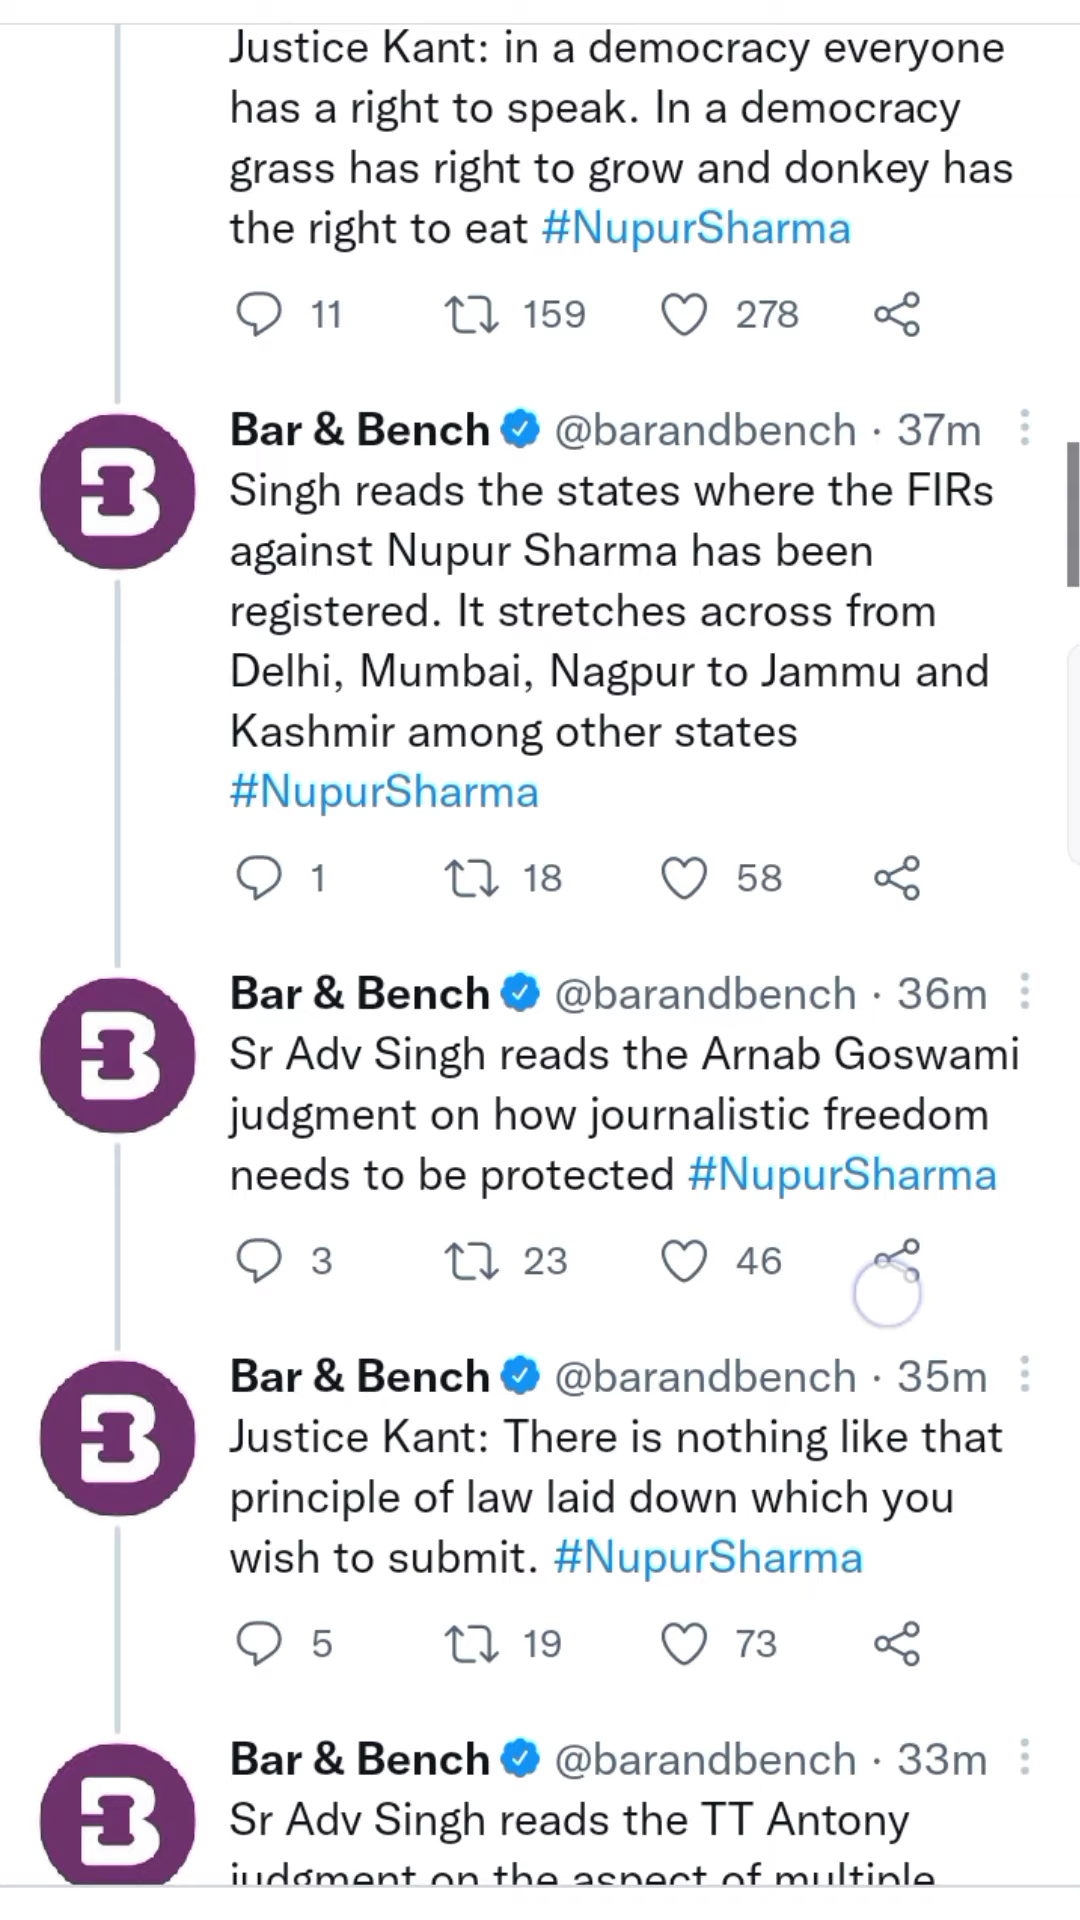 Justice Kant: in a democracy everyone
has a right to speak. In a democracy
grass has right to grow and donkey has
the right to eat #NupurSharma
11 159 278
Bar & Bench @barandbench · 37m
Singh reads the states where the FIRs
against Nupur Sharma has been
registered. It stretches across from
Delhi, Mumbai, Nagpur to Jammu and
Kashmir among other states
#NupurSharma
1 18 58
Bar & Bench @barandbench · 36m
Sr Adv Singh reads the Arnab Goswami
judgment on how journalistic freedom
needs to be protected #NupurSharma
3 23 46
Bar & Bench @barandbench · 35m
Justice Kant: There is nothing like that
principle of law laid down which you
wish to submit. #NupurSharma
5 19 73
Bar & Bench @barandbench · 33m
Sr Adv Singh reads the TT Antony
judgment on the aspect of multiple